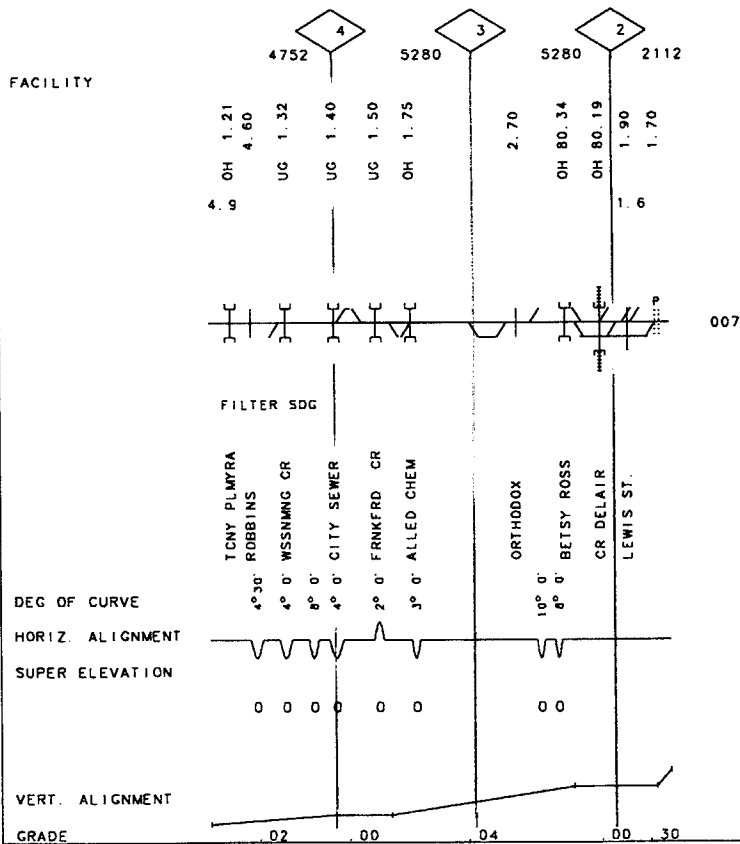 4 3 2
4752 5280 5280 2112
FACILITY
OH 1.21
4.60
UG 1.32
UG 1.40
UG 1.50
OH 1.75
2.70
OH 80.34
OH 80.19
1.90
1.70
4.9 1.6
P
007
FILTER SDG
TCNY PLMYRA
ROBBINS
WSSNMNG CR
CITY SEWER
FRNKFRD CR
ALLED CHEM
ORTHODOX
BETSY ROSS
CR DELAIR
LEWIS ST.
DEG OF CURVE 4°30' 4° 0' 8° 0' 4° 0' 2° 0' 3° 0' 10° 0' 8° 0'
HORIZ. ALIGNMENT
SUPER ELEVATION
0 0 0 0 0 0 0 0
VERT. ALIGNMENT
GRADE .02 .00 .04 .00 .30